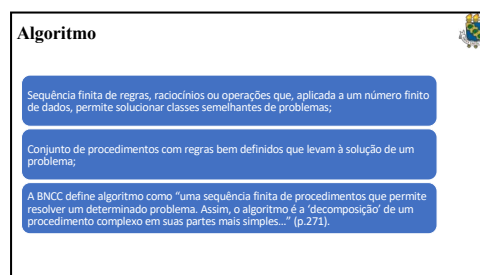 Algoritmo
Sequência finita de regras, raciocínios ou operações que, aplicada a um número finito
de dados, permite solucionar classes semelhantes de problemas;
Conjunto de procedimentos com regras bem definidos que levam à solução de um
problema;
A BNCC define algoritmo como “uma sequência finita de procedimentos que permite
resolver um determinado problema. Assim, o algoritmo é a ‘decomposição’ de um
procedimento complexo em suas partes mais simples...” (p.271).